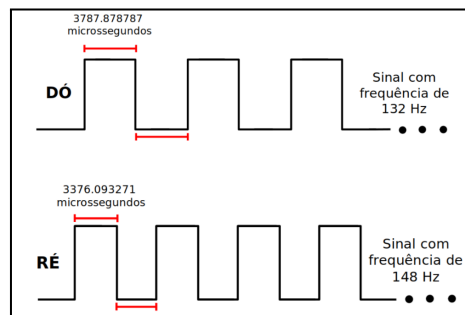 3787.878787
microssegundos
DÓ
Sinal com
frequência de
132 Hz
3376.093271
microssegundos
RÉ
Sinal com
frequência de
148 Hz